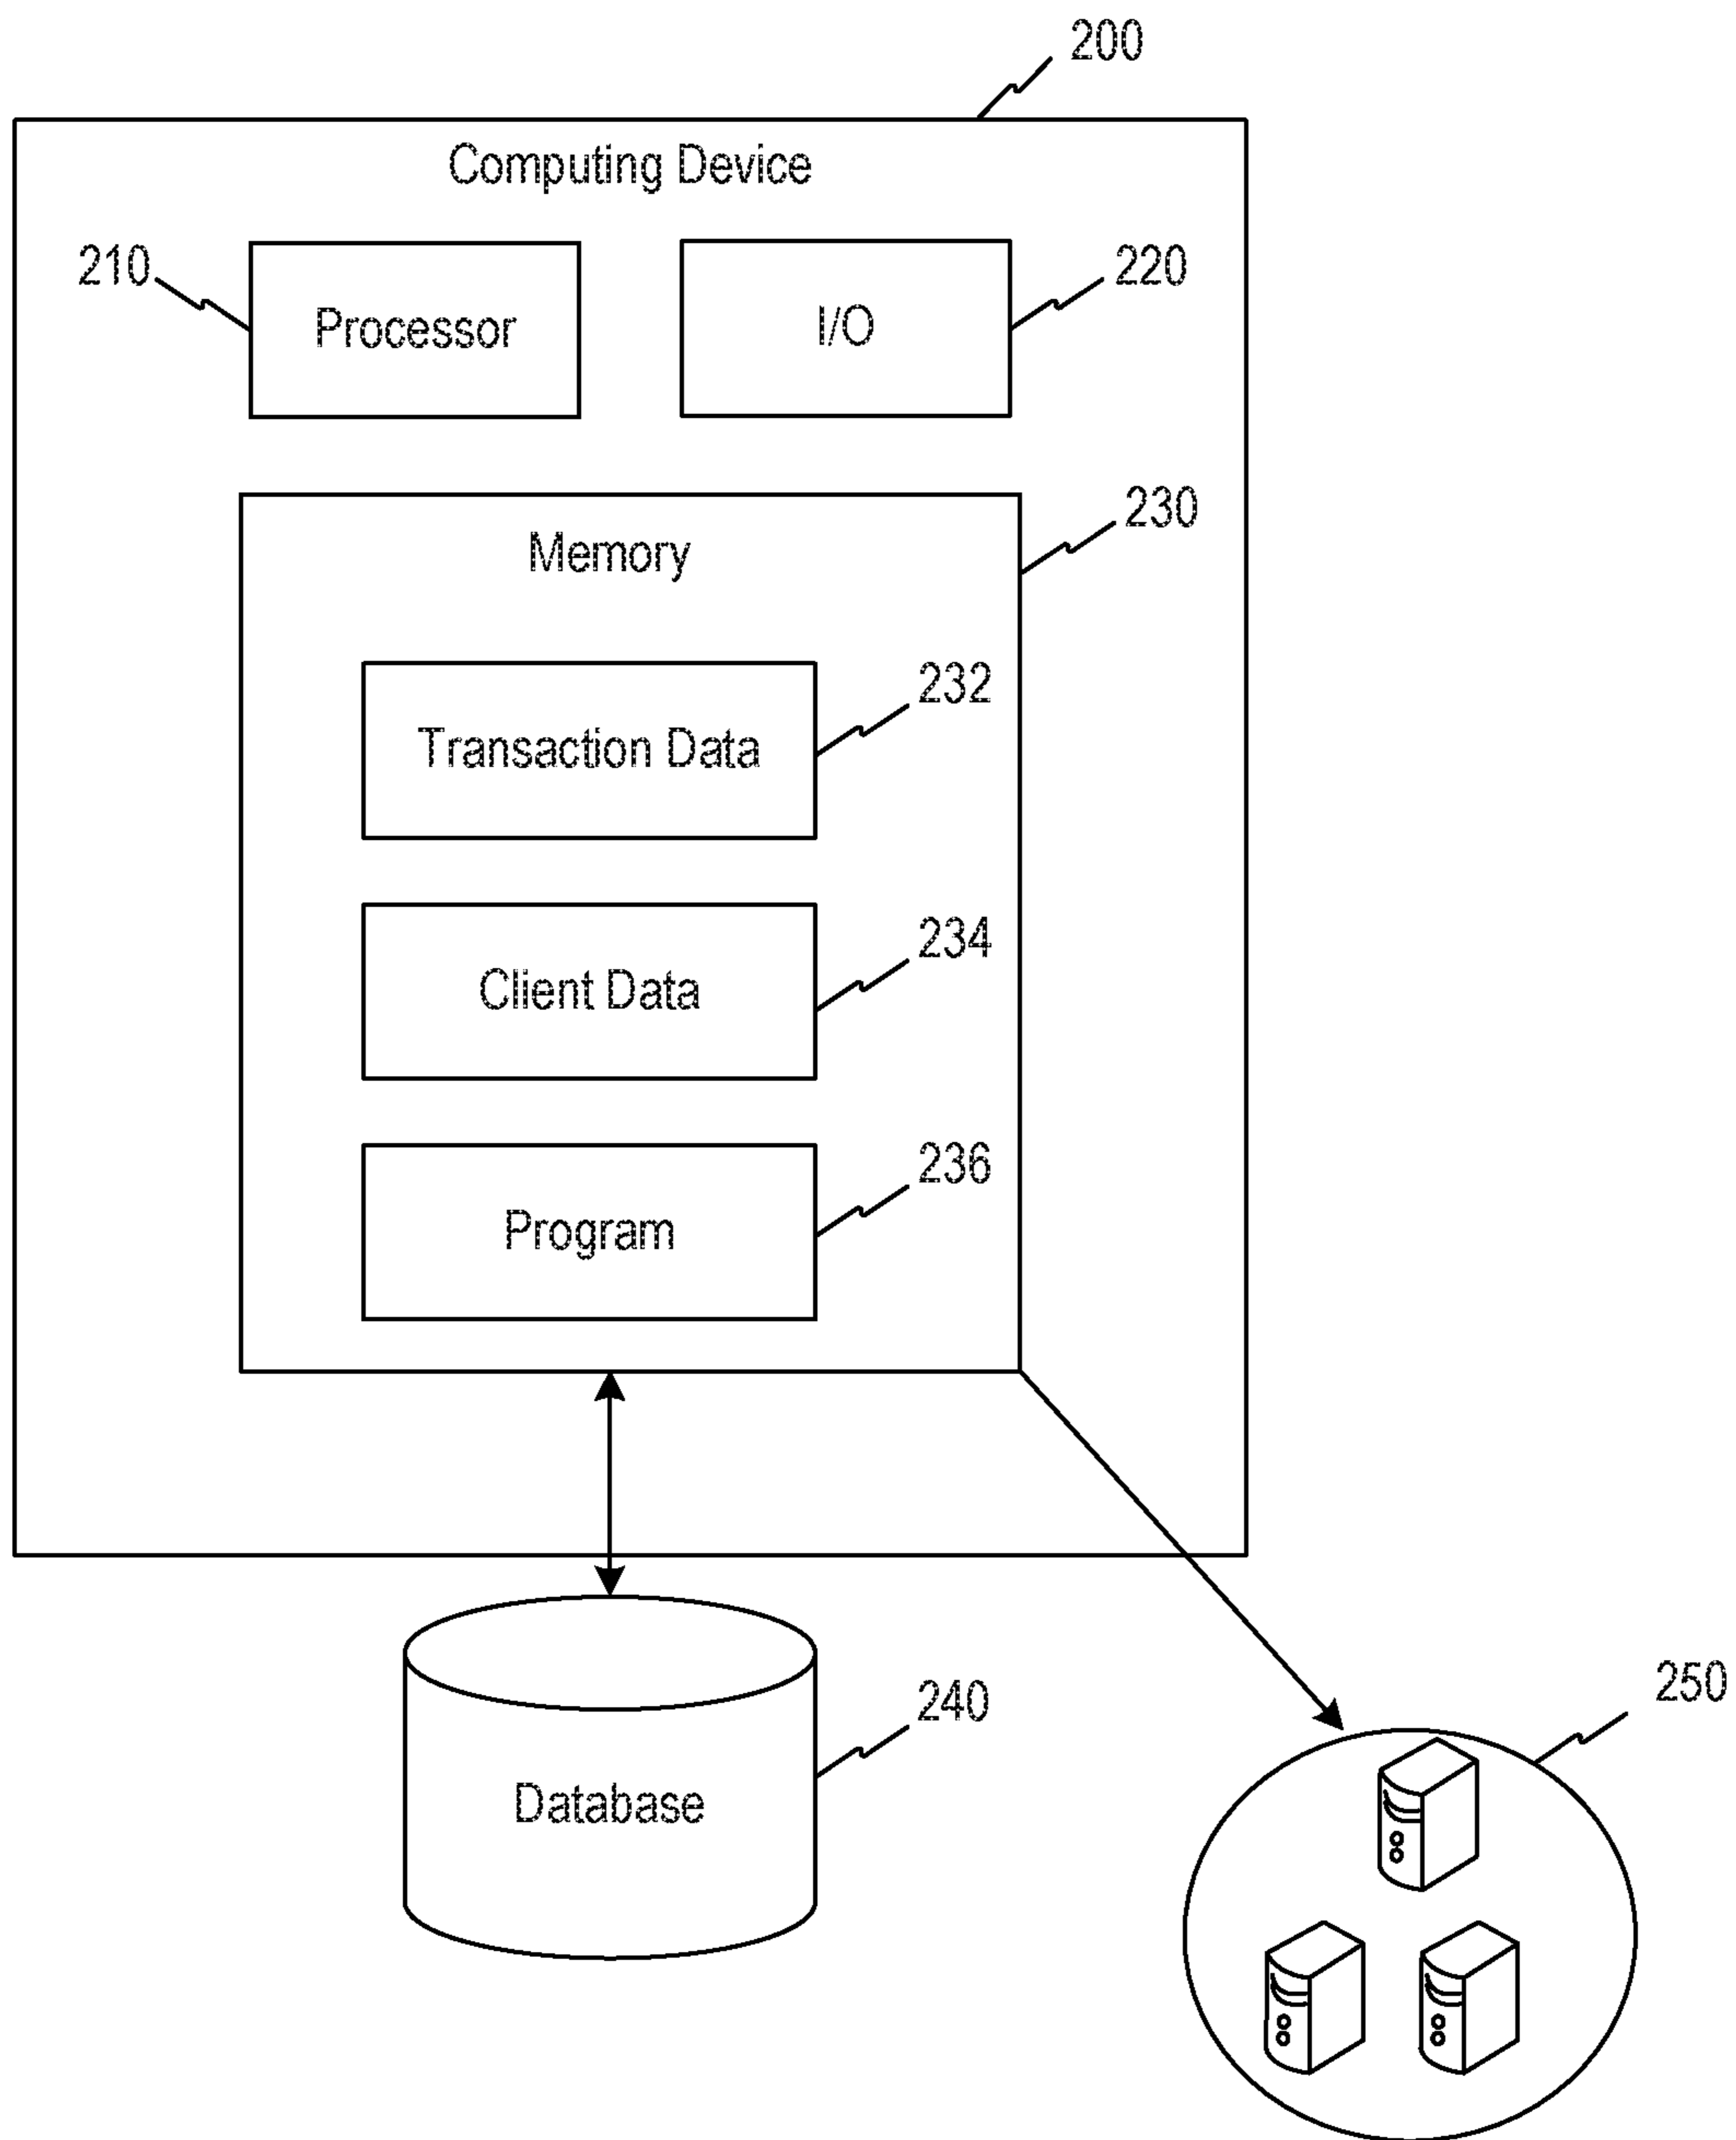 200
Computing Device
210
Processor
I/O
220
230
Memory
232
Transaction Data
234
Client Data
236
Program
240
Database
250